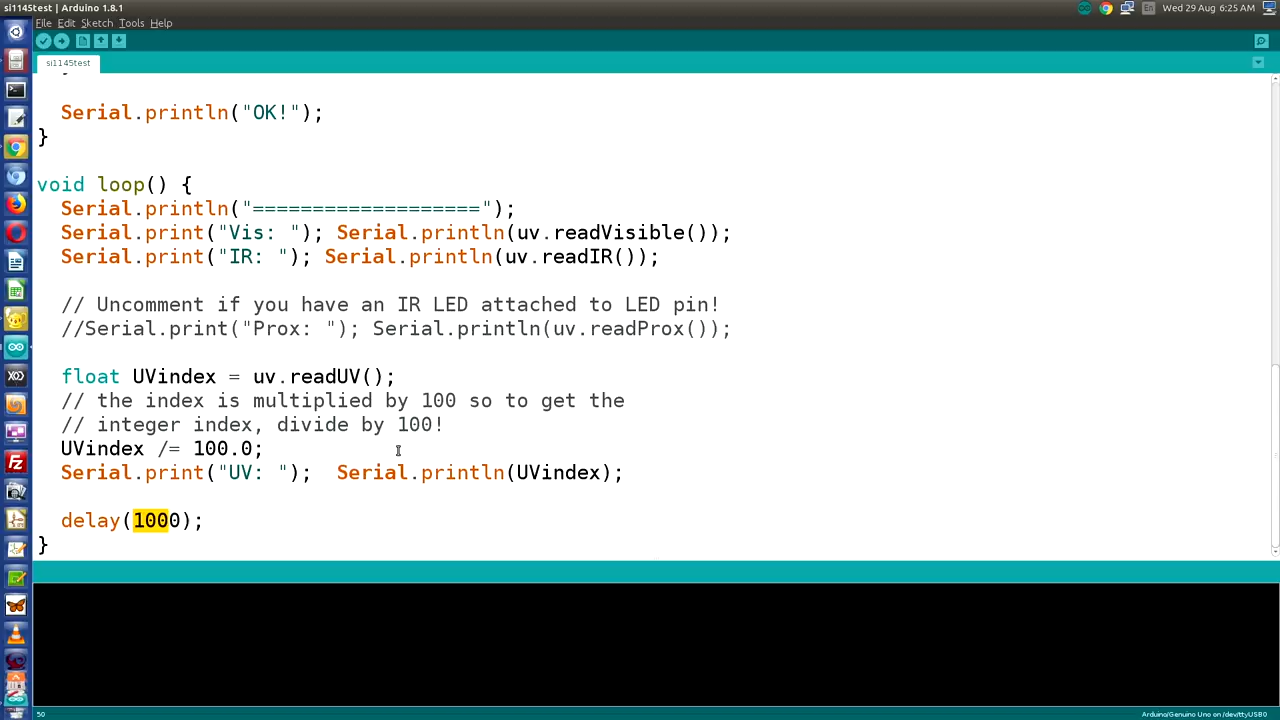 si1145test | Arduino 1.8.1
En Wed 29 Aug 6:25 AM
File Edit Sketch Tools Help
si1145test
Serial.println("OK!");
}
void loop() {
Serial.println("===================");
Serial.print("Vis: "); Serial.println(uv.readVisible());
Serial.print("IR: "); Serial.println(uv.readIR());
// Uncomment if you have an IR LED attached to LED pin!
//Serial.print("Prox: "); Serial.println(uv.readProx());
float UVindex = uv.readUV();
// the index is multiplied by 100 so to get the
// integer index, divide by 100!
UVindex /= 100.0;
Serial.print("UV: ");  Serial.println(UVindex);
delay(1000);
}
50
Arduino/Genuino Uno on /dev/ttyUSB0